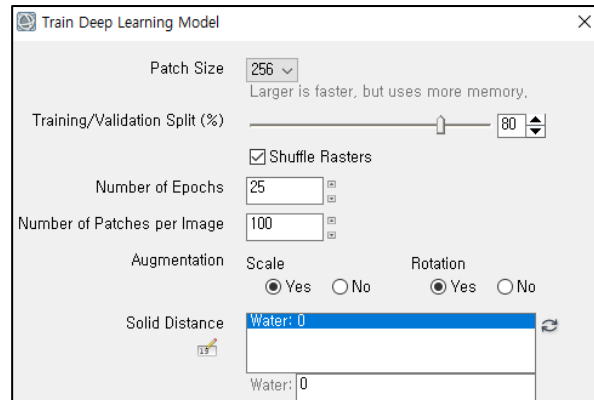 Train Deep Learning Model
Patch Size 256
Larger is faster, but uses more memory,
Training/Validation Split (%) 80
Shuffle Rasters
Number of Epochs 25
Number of Patches per Image 100
Augmentation Scale Rotation
Yes No Yes No
Solid Distance Water: 0
Water: 0